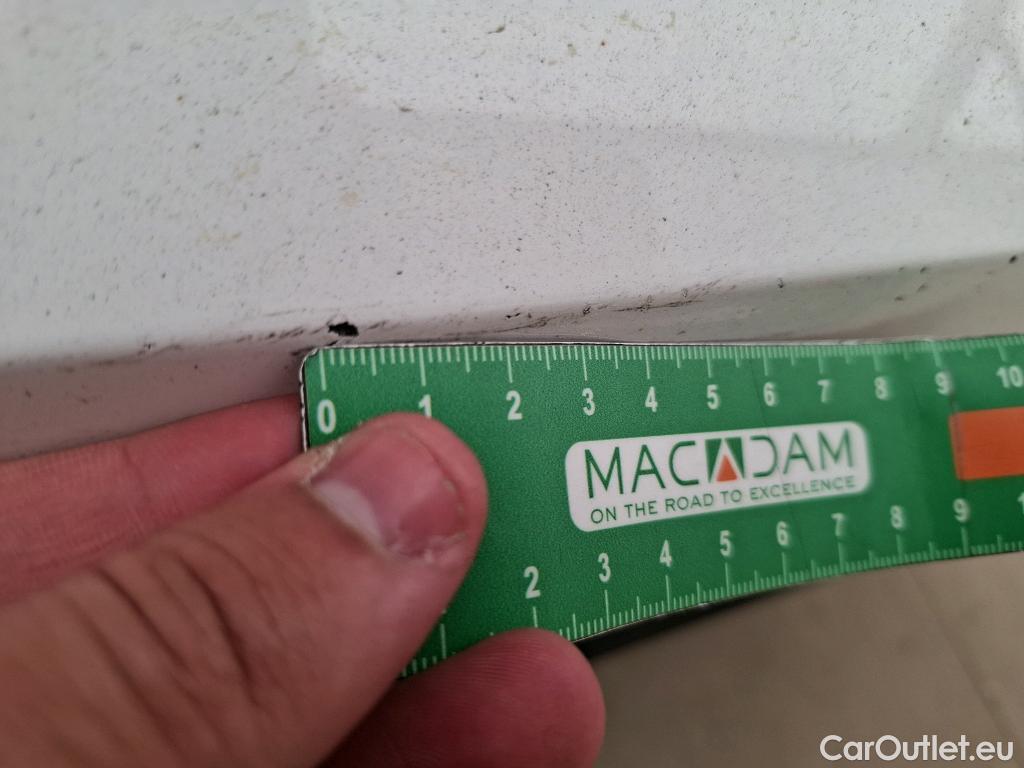 0 1 2 3 4 5 6 7 8 9 10
MACADAM
ON THE ROAD TO EXCELLENCE
2 3 4 5 6 7 8 9
CarOutlet.eu